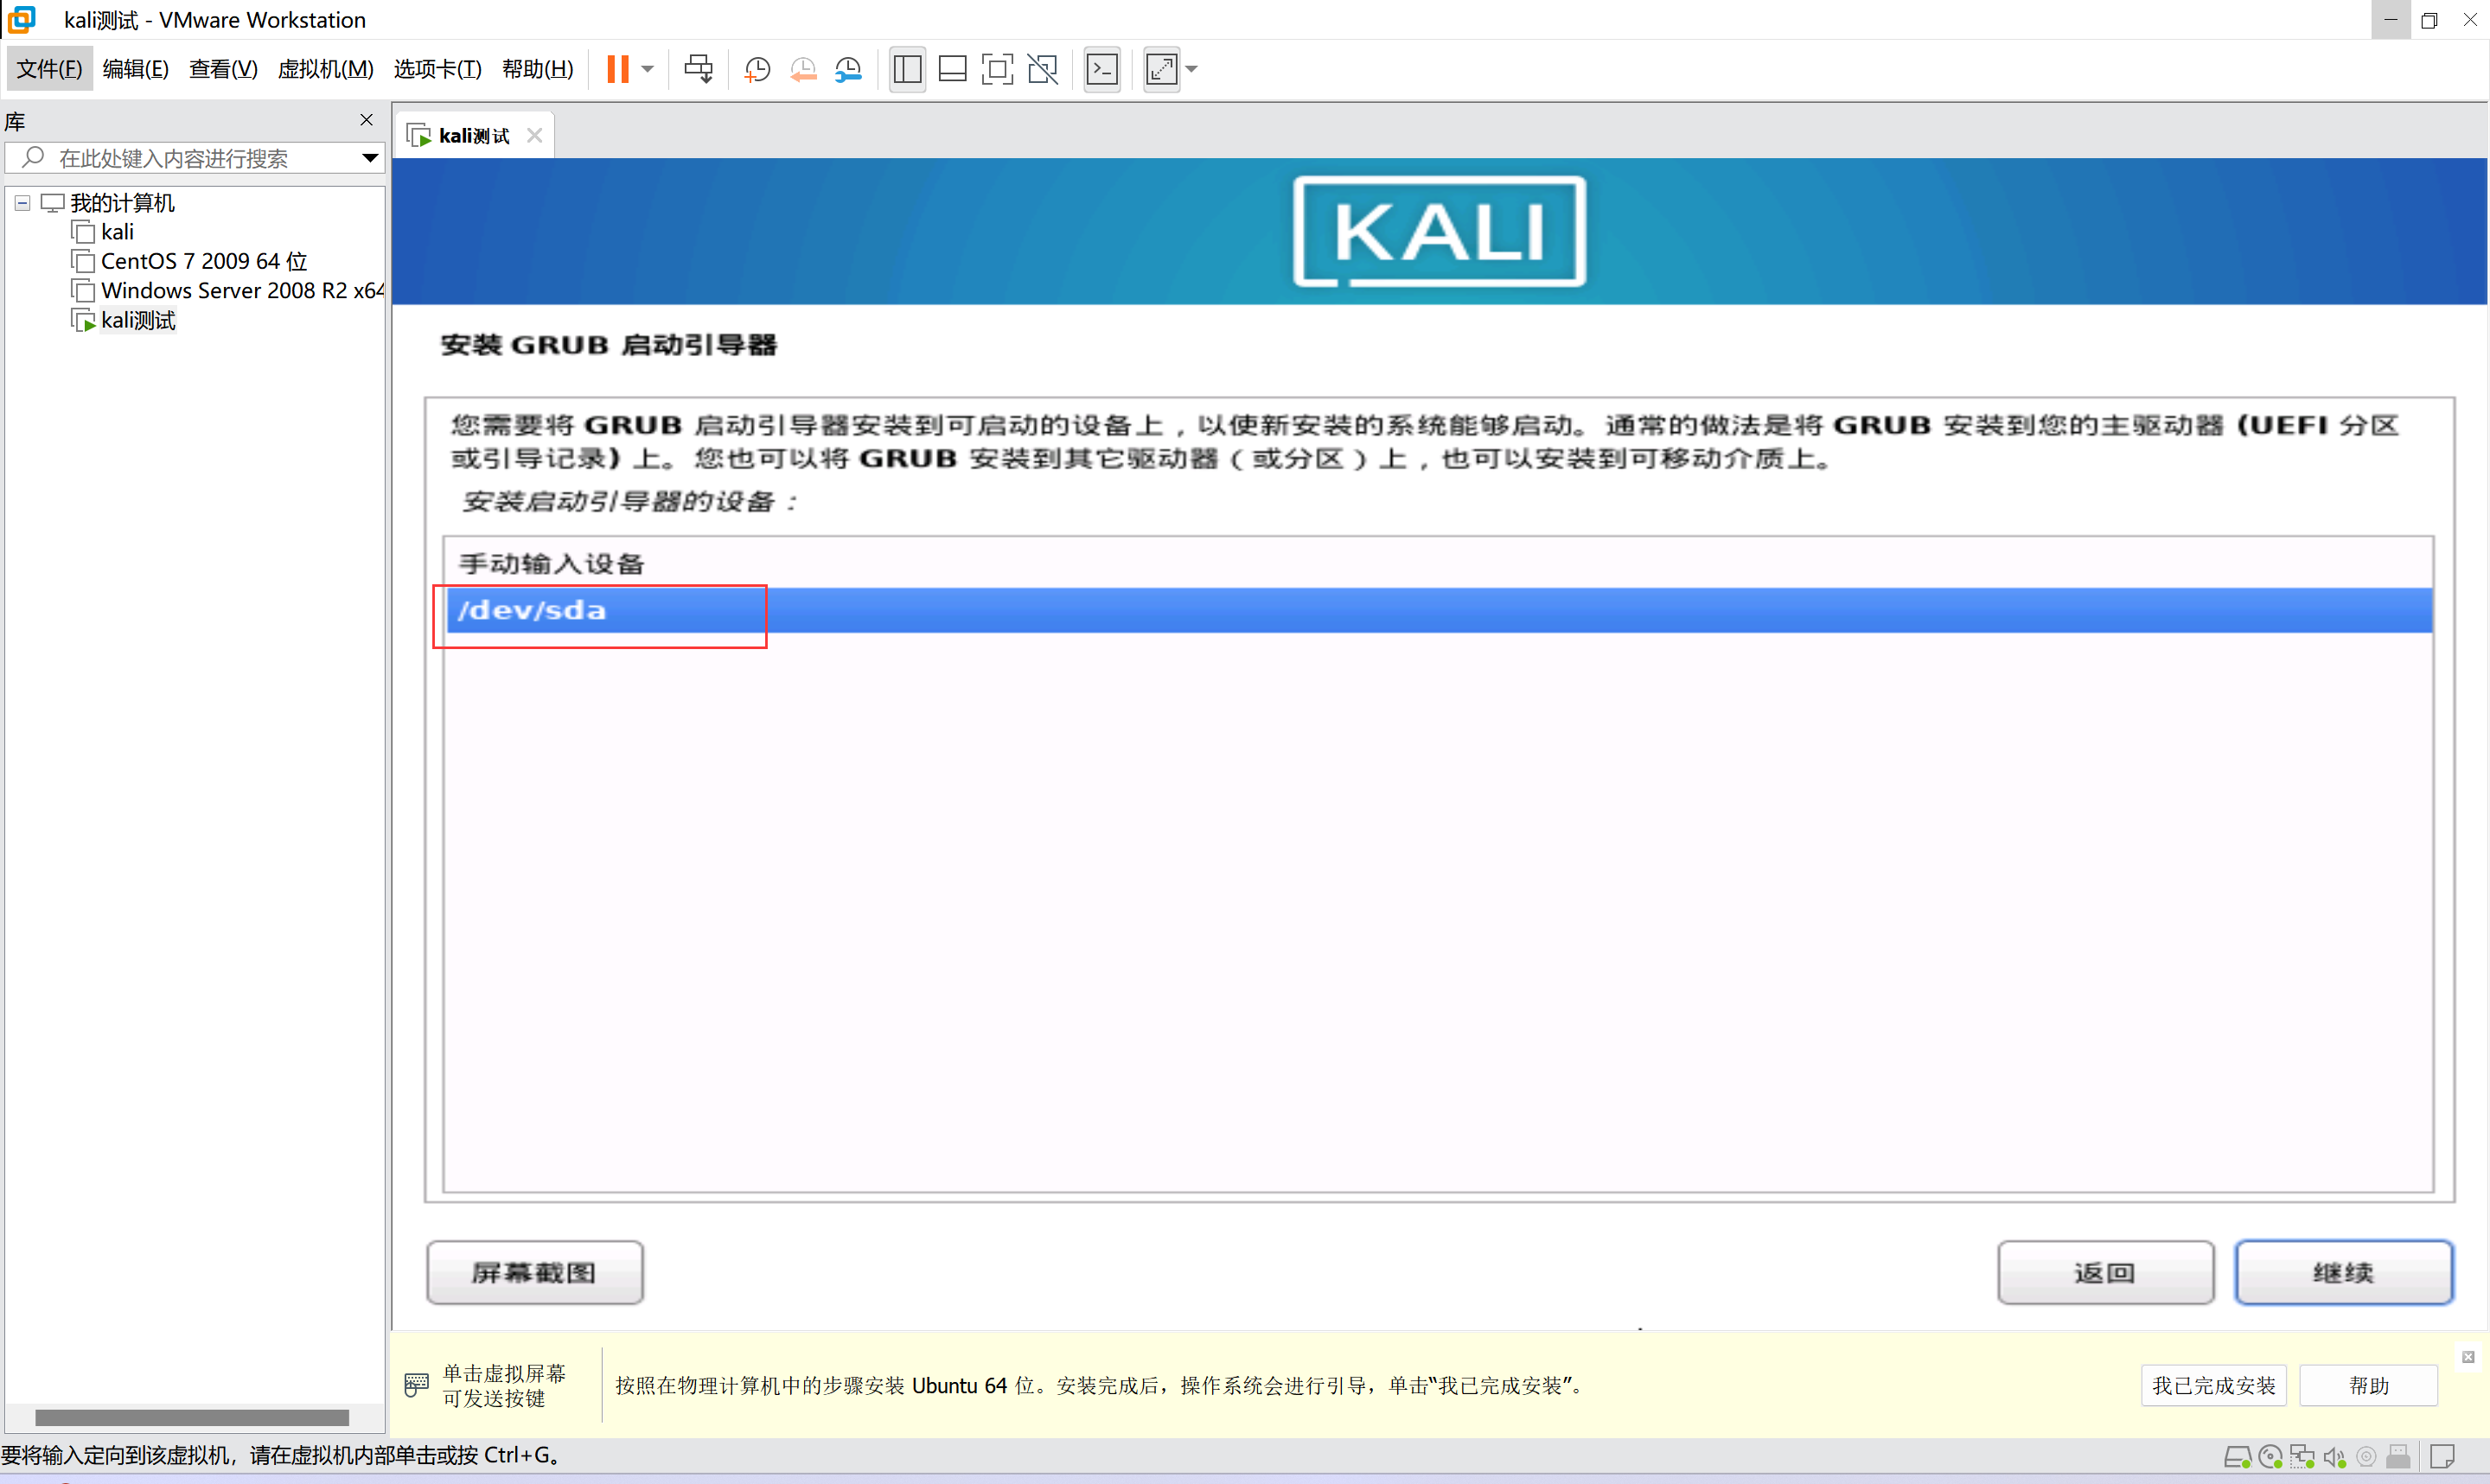 kali测试 - VMware Workstation
文件(F) 编辑(E) 查看(V) 虚拟机(M) 选项卡(T) 帮助(H)
库
在此处键入内容进行搜索
我的计算机
kali
CentOS 7 2009 64 位
Windows Server 2008 R2 x64
kali测试
kali测试
KALI
安装 GRUB 启动引导器
您需要将 GRUB 启动引导器安装到可启动的设备上，以使新安装的系统能够启动。通常的做法是将 GRUB 安装到您的主驱动器 (UEFI 分区
或引导记录) 上。您也可以将 GRUB 安装到其它驱动器（或分区）上，也可以安装到可移动介质上。
安装启动引导器的设备：
手动输入设备
/dev/sda
屏幕截图
返回
继续
单击虚拟屏幕
可发送按键
按照在物理计算机中的步骤安装 Ubuntu 64 位。安装完成后，操作系统会进行引导，单击“我已完成安装”。
我已完成安装
帮助
要将输入定向到该虚拟机，请在虚拟机内部单击或按 Ctrl+G。